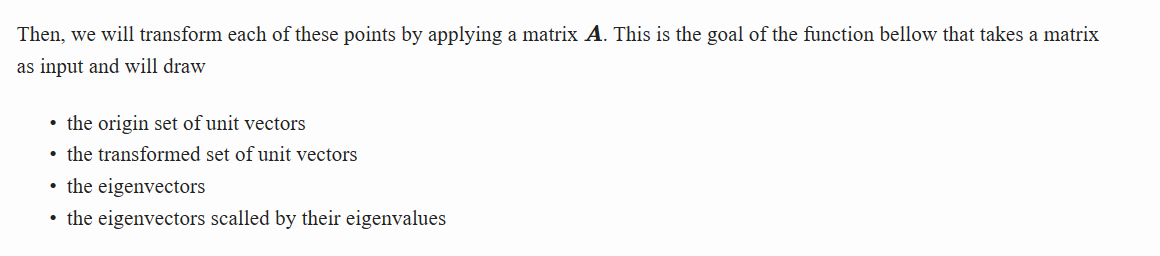 Then, we will transform each of these points by applying a matrix A. This is the goal of the function bellow that takes a matrix
as input and will draw
• the origin set of unit vectors
• the transformed set of unit vectors
• the eigenvectors
• the eigenvectors scalled by their eigenvalues